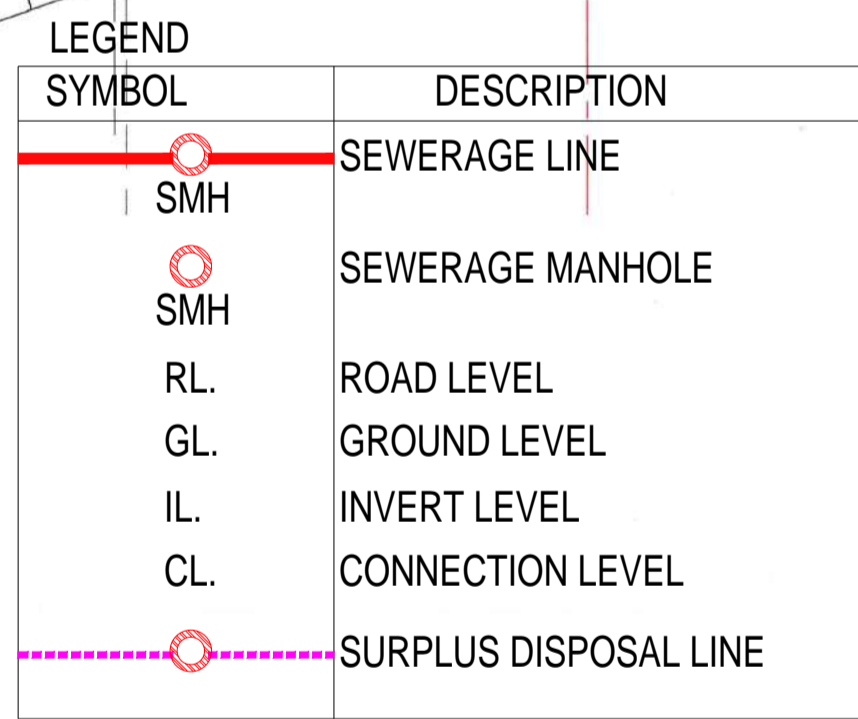 LEGEND
SYMBOL DESCRIPTION
SEWERAGE LINE
SMH
SEWERAGE MANHOLE
SMH
RL. ROAD LEVEL
GL. GROUND LEVEL
IL. INVERT LEVEL
CL. CONNECTION LEVEL
SURPLUS DISPOSAL LINE